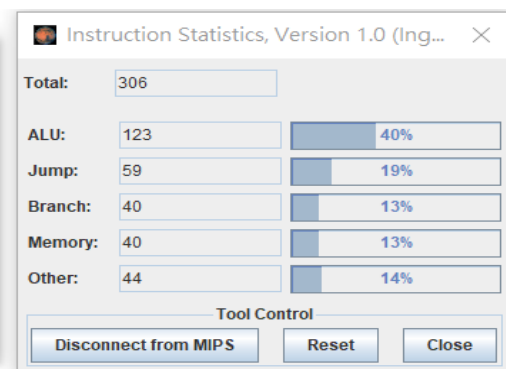 Instruction Statistics, Version 1.0 (Ing...
Total: 306
ALU: 123 40%
Jump: 59 19%
Branch: 40 13%
Memory: 40 13%
Other: 44 14%
Tool Control
Disconnect from MIPS Reset Close